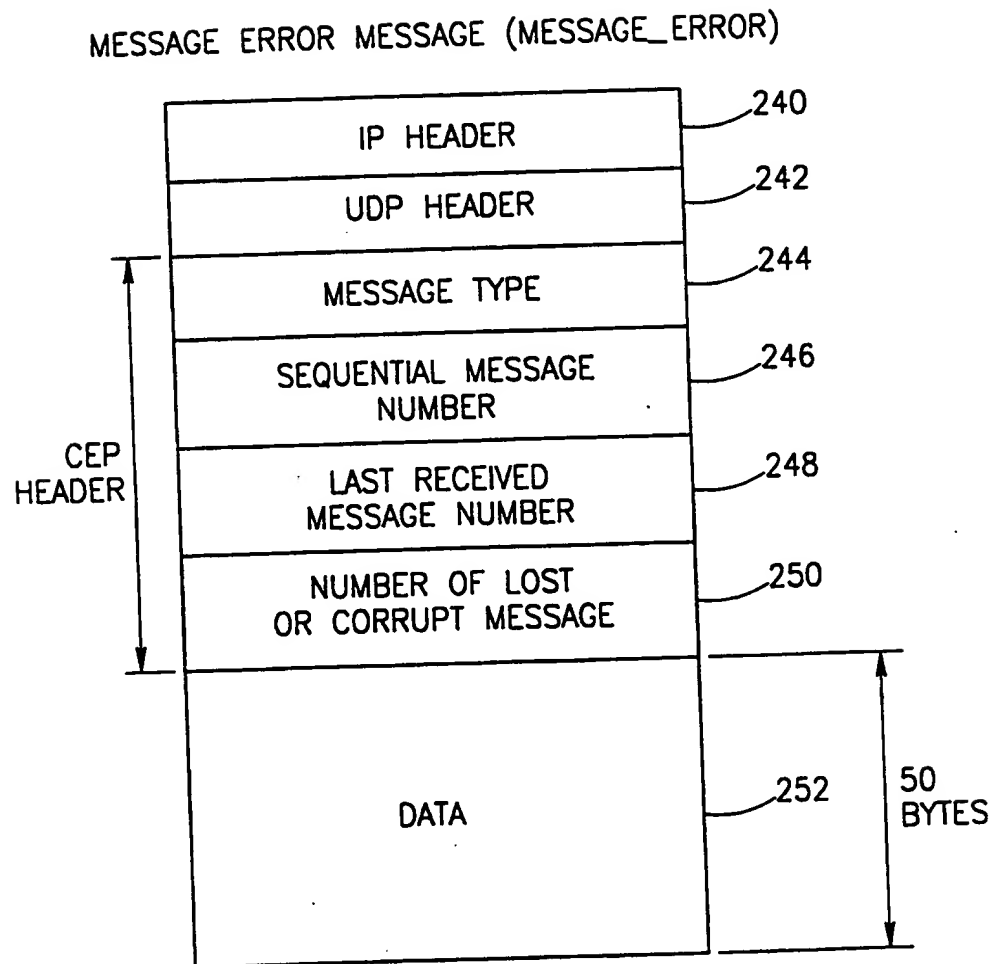 MESSAGE ERROR MESSAGE (MESSAGE_ERROR)
IP HEADER
240
UDP HEADER
242
MESSAGE TYPE
244
SEQUENTIAL MESSAGE
NUMBER
246
CEP
HEADER
LAST RECEIVED
MESSAGE NUMBER
248
NUMBER OF LOST
OR CORRUPT MESSAGE
250
DATA
252
50
BYTES